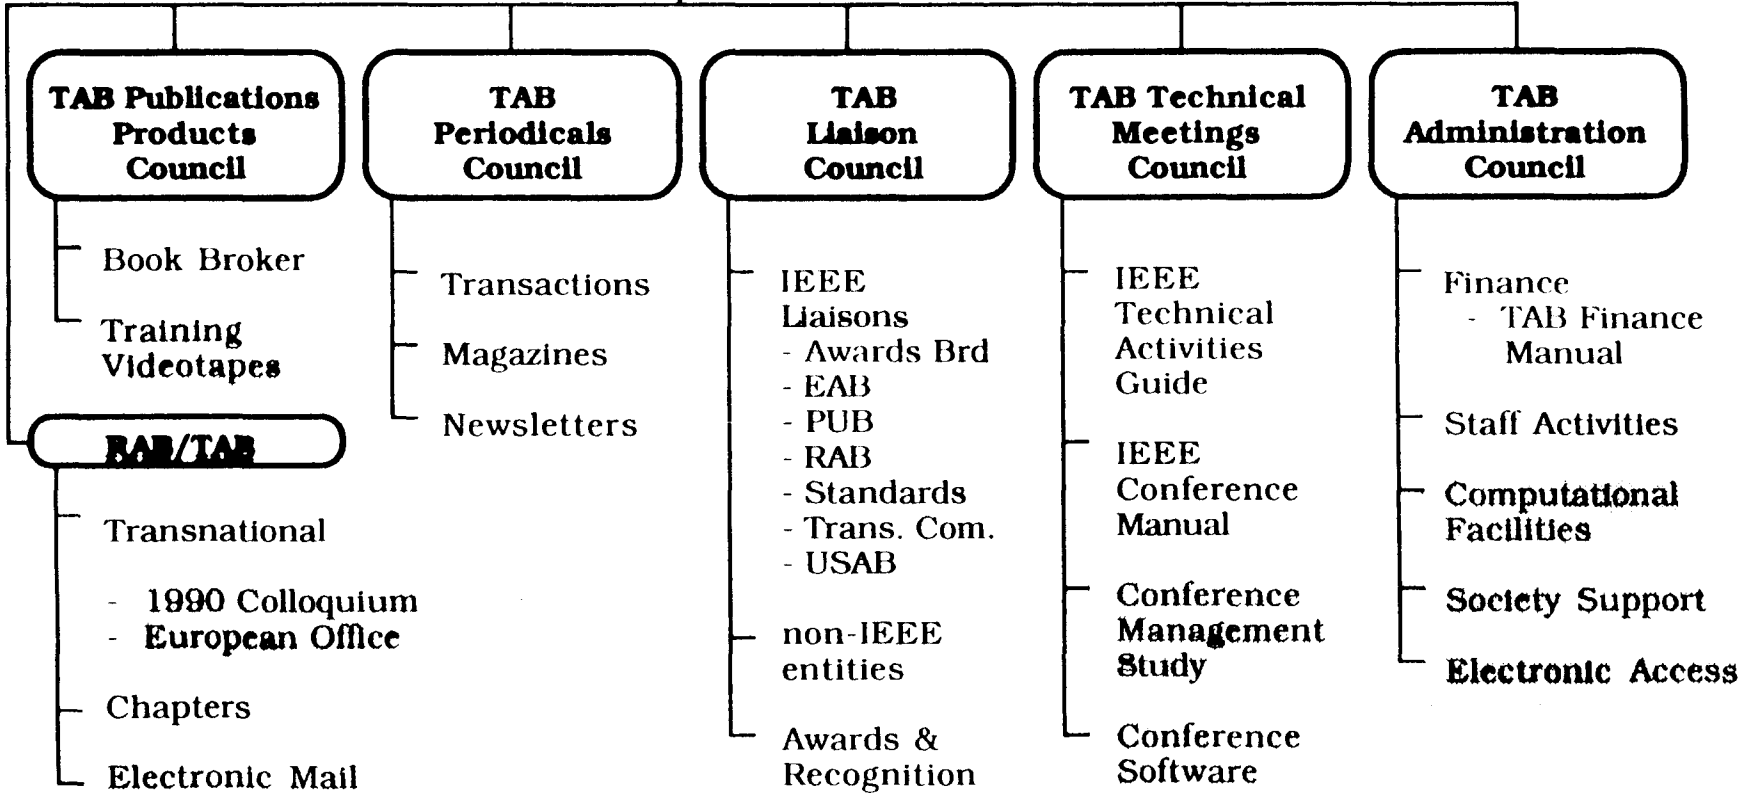 TAB Publications
Products
Council
Book Broker
Training
Videotapes
RAB/TAB
Transnational
- 1990 Colloquium
- European Office
Chapters
Electronic Mail
TAB
Periodicals
Council
Transactions
Magazines
Newsletters
TAB
Liaison
Council
IEEE
Liaisons
- Awards Brd
- EAB
- PUB
- RAB
- Standards
- Trans. Com.
- USAB
non-IEEE
entities
Awards &
Recognition
TAB Technical
Meetings
Council
IEEE
Technical
Activities
Guide
IEEE
Conference
Manual
Conference
Management
Study
Conference
Software
TAB
Administration
Council
Finance
- TAB Finance
Manual
Staff Activities
Computational
Facilities
Society Support
Electronic Access